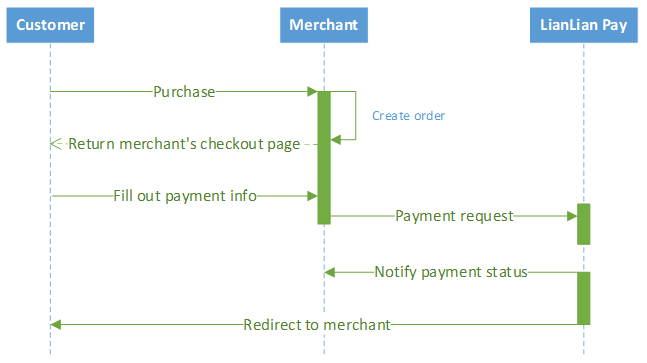 Customer
Merchant
LianLian Pay
Purchase
Create order
Return merchant's checkout page
Fill out payment info
Payment request
Notify payment status
Redirect to merchant